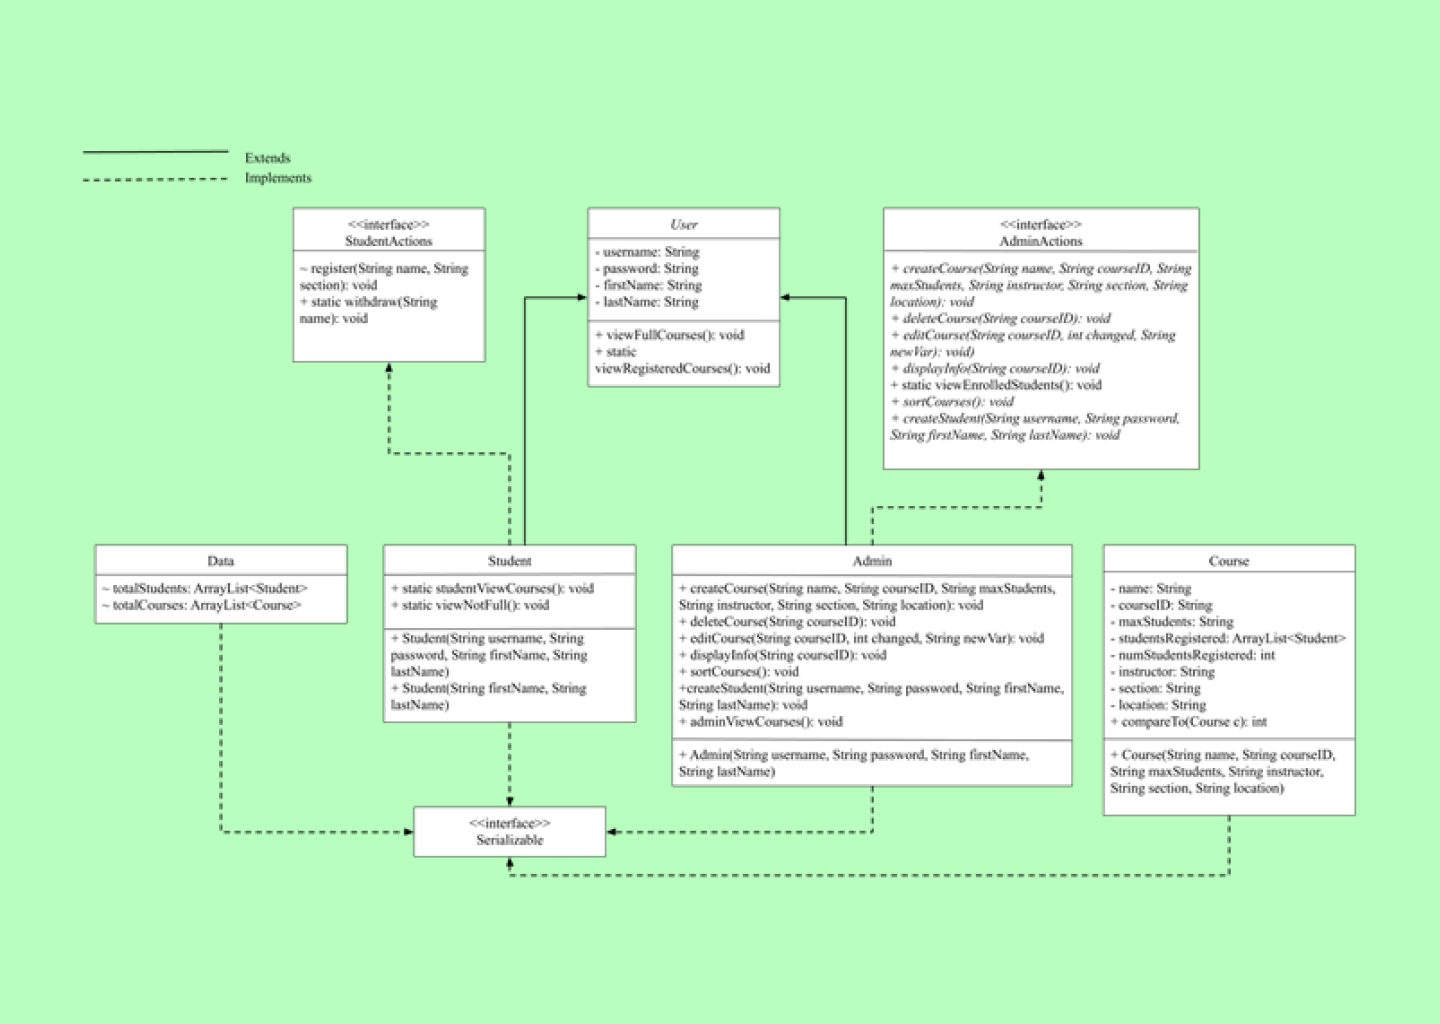 Extends
Implements
<<interface>>
StudentActions
~ register(String name, String
section): void
+ static withdraw(String
name): void
User
- username: String
- password: String
- firstName: String
- lastName: String
+ viewFullCourses(): void
+ static
viewRegisteredCourses(): void
<<interface>>
AdminActions
+ createCourse(String name, String courseID, String
maxStudents, String instructor, String section, String
location): void
+ deleteCourse(String courseID): void
+ editCourse(String courseID, int changed, String
newVar): void)
+ displayInfo(String courseID): void
+ static viewEnrolledStudents(): void
+ sortCourses(): void
+ createStudent(String username, String password,
String firstName, String lastName): void
Data
~ totalStudents: ArrayList<Student>
~ totalCourses: ArrayList<Course>
Student
+ static studentViewCourses(): void
+ static viewNotFull(): void
+ Student(String username, String
password, String firstName, String
lastName)
+ Student(String firstName, String
lastName)
Admin
+ createCourse(String name, String courseID, String maxStudents,
String instructor, String section, String location): void
+ deleteCourse(String courseID): void
+ editCourse(String courseID, int changed, String newVar): void
+ displayInfo(String courseID): void
+ sortCourses(): void
+createStudent(String username, String password, String firstName,
String lastName): void
+ adminViewCourses(): void
+ Admin(String username, String password, String firstName,
String lastName)
Course
- name: String
- courseID: String
- maxStudents: String
- studentsRegistered: ArrayList<Student>
- numStudentsRegistered: int
- instructor: String
- section: String
- location: String
+ compareTo(Course c): int
+ Course(String name, String courseID,
String maxStudents, String instructor,
String section, String location)
<<interface>>
Serializable